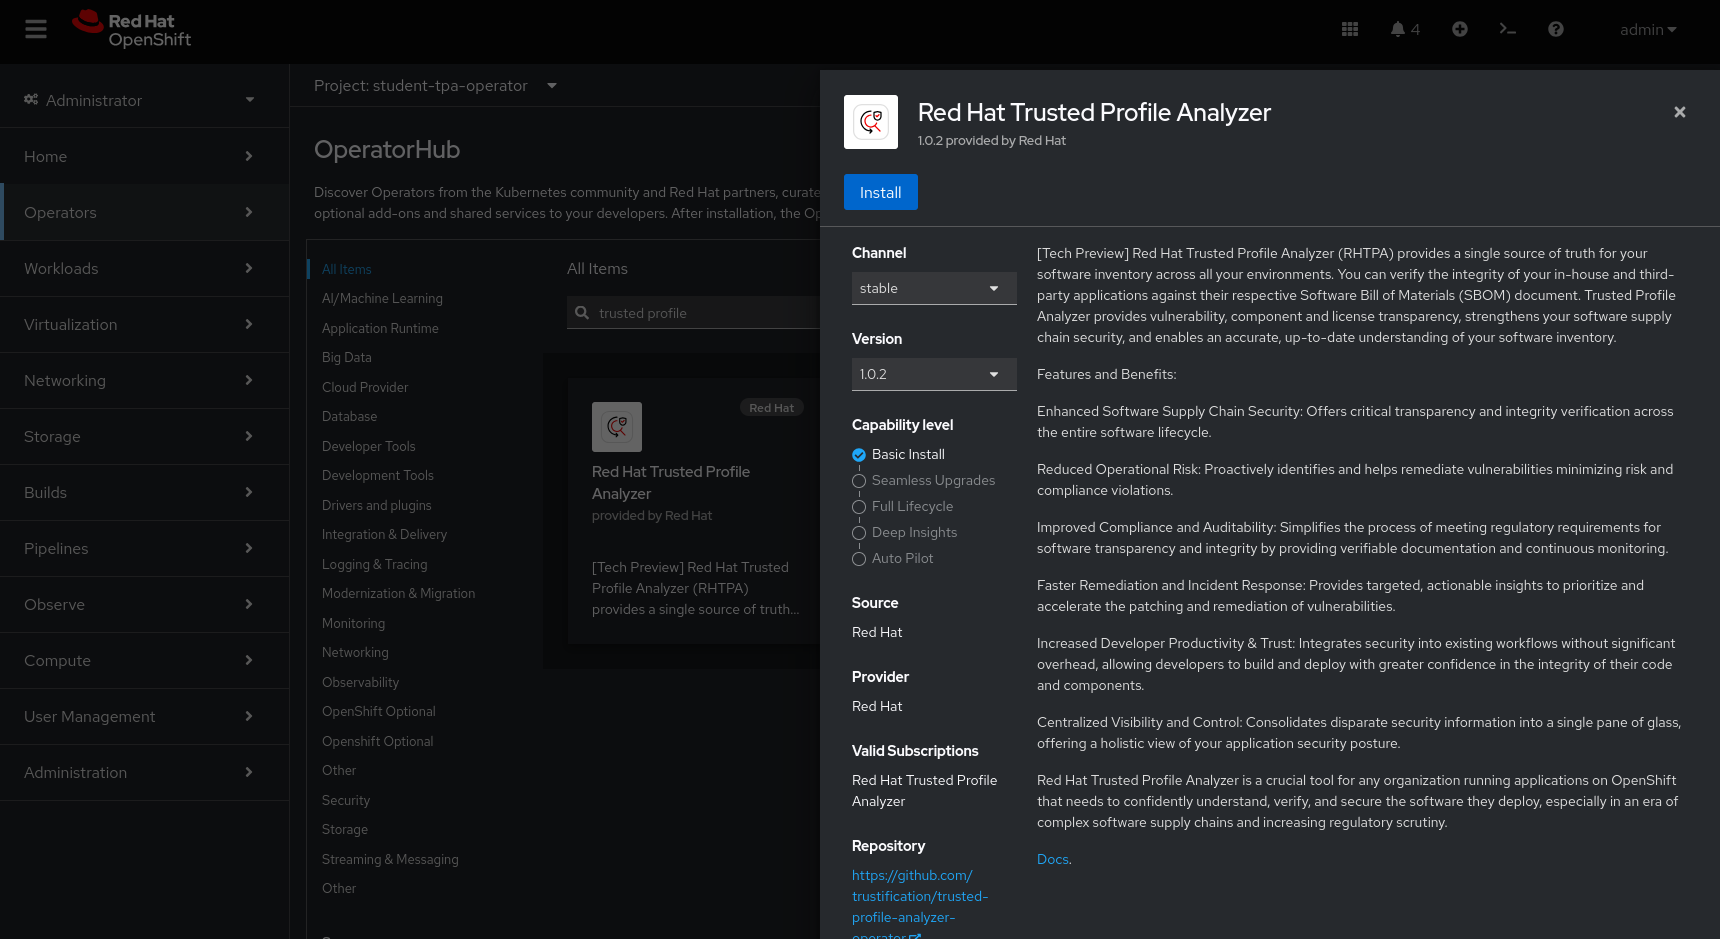 Red Hat
OpenShift
4
admin
Administrator
Home
Operators
Workloads
Virtualization
Networking
Storage
Builds
Pipelines
Observe
Compute
User Management
Administration
Project: student-tpa-operator
OperatorHub
Discover Operators from the Kubernetes community and Red Hat partners, curate
optional add-ons and shared services to your developers. After installation, the Op
All Items
AI/Machine Learning
Application Runtime
Big Data
Cloud Provider
Database
Developer Tools
Development Tools
Drivers and plugins
Integration & Delivery
Logging & Tracing
Modernization & Migration
Monitoring
Networking
Observability
OpenShift Optional
Openshift Optional
Other
Security
Storage
Streaming & Messaging
Other
All Items
trusted profile
Red Hat
Red Hat Trusted Profile
Analyzer
provided by Red Hat
[Tech Preview] Red Hat Trusted
Profile Analyzer (RHTPA)
provides a single source of truth...
Red Hat Trusted Profile Analyzer
1.0.2 provided by Red Hat
Install
Channel
stable
Version
1.0.2
Capability level
Basic Install
Seamless Upgrades
Full Lifecycle
Deep Insights
Auto Pilot
Source
Red Hat
Provider
Red Hat
Valid Subscriptions
Red Hat Trusted Profile
Analyzer
Repository
https://github.com/
trustification/trusted-
profile-analyzer-
operator
[Tech Preview] Red Hat Trusted Profile Analyzer (RHTPA) provides a single source of truth for your
software inventory across all your environments. You can verify the integrity of your in-house and third-
party applications against their respective Software Bill of Materials (SBOM) document. Trusted Profile
Analyzer provides vulnerability, component and license transparency, strengthens your software supply
chain security, and enables an accurate, up-to-date understanding of your software inventory.
Features and Benefits:
Enhanced Software Supply Chain Security: Offers critical transparency and integrity verification across
the entire software lifecycle.
Reduced Operational Risk: Proactively identifies and helps remediate vulnerabilities minimizing risk and
compliance violations.
Improved Compliance and Auditability: Simplifies the process of meeting regulatory requirements for
software transparency and integrity by providing verifiable documentation and continuous monitoring.
Faster Remediation and Incident Response: Provides targeted, actionable insights to prioritize and
accelerate the patching and remediation of vulnerabilities.
Increased Developer Productivity & Trust: Integrates security into existing workflows without significant
overhead, allowing developers to build and deploy with greater confidence in the integrity of their code
and components.
Centralized Visibility and Control: Consolidates disparate security information into a single pane of glass,
offering a holistic view of your application security posture.
Red Hat Trusted Profile Analyzer is a crucial tool for any organization running applications on OpenShift
that needs to confidently understand, verify, and secure the software they deploy, especially in an era of
complex software supply chains and increasing regulatory scrutiny.
Docs.